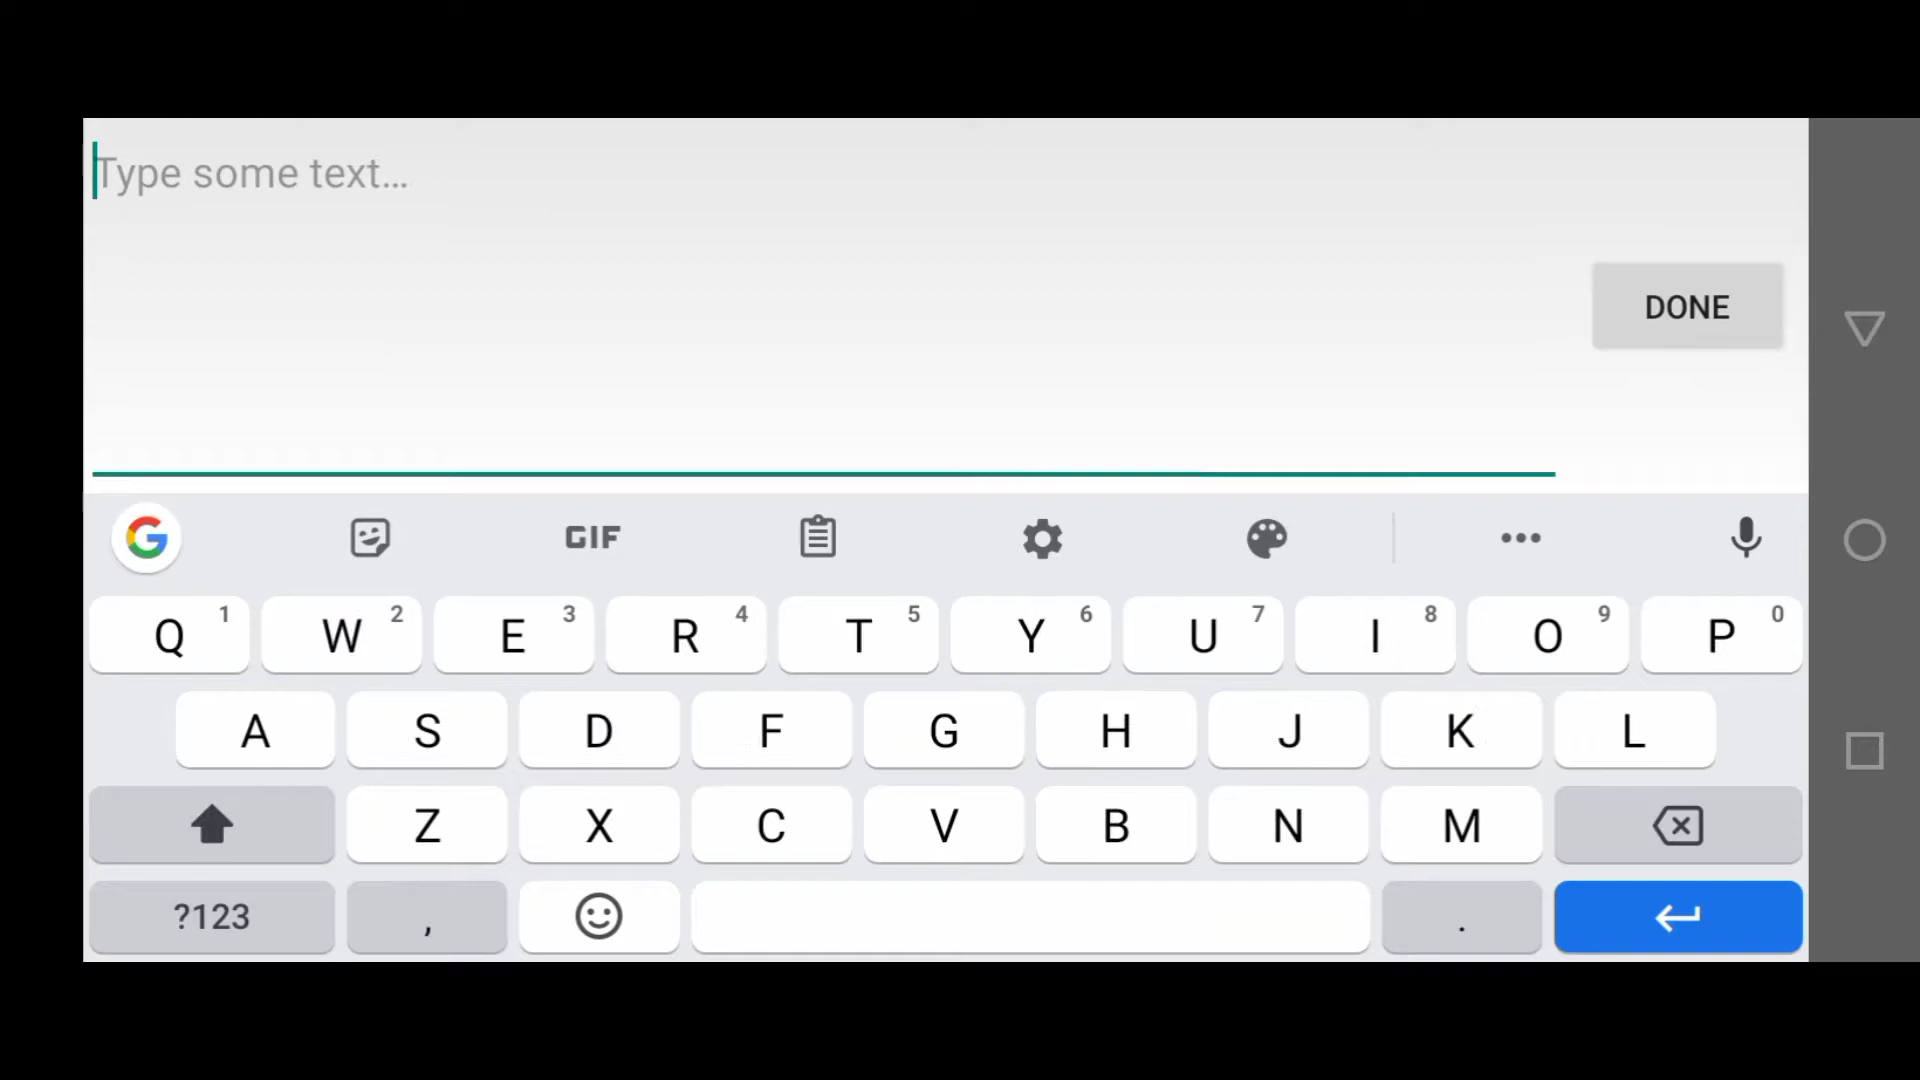 Type some text...
DONE
G GIF
Q 1 W 2 E 3 R 4 T 5 Y 6 U 7 I 8 O 9 P 0
A S D F G H J K L
Z X C V B N M
?123 , .